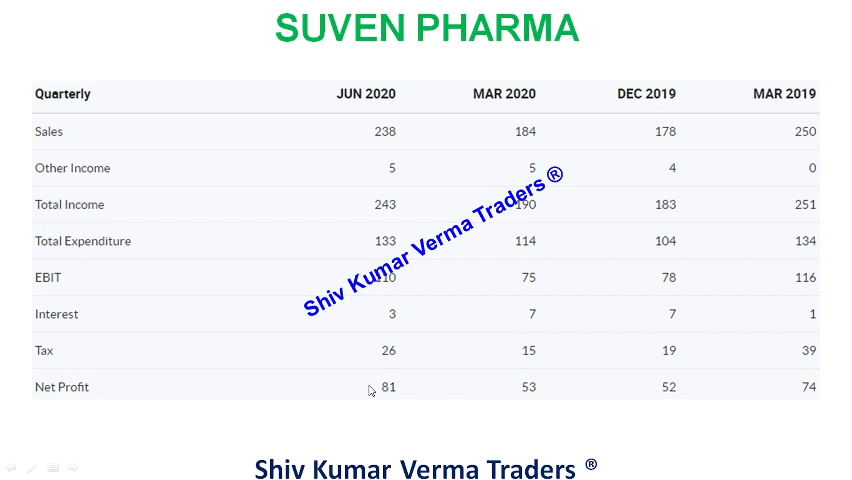 SUVEN PHARMA
Quarterly JUN 2020 MAR 2020 DEC 2019 MAR 2019
Sales 238 184 178 250
Other Income 5 5 4 0
Total Income 243 190 183 251
Total Expenditure 133 114 104 134
EBIT 110 75 78 116
Interest 3 7 7 1
Tax 26 15 19 39
Net Profit 81 53 52 74
Shiv Kumar Verma Traders ®
Shiv Kumar Verma Traders ®